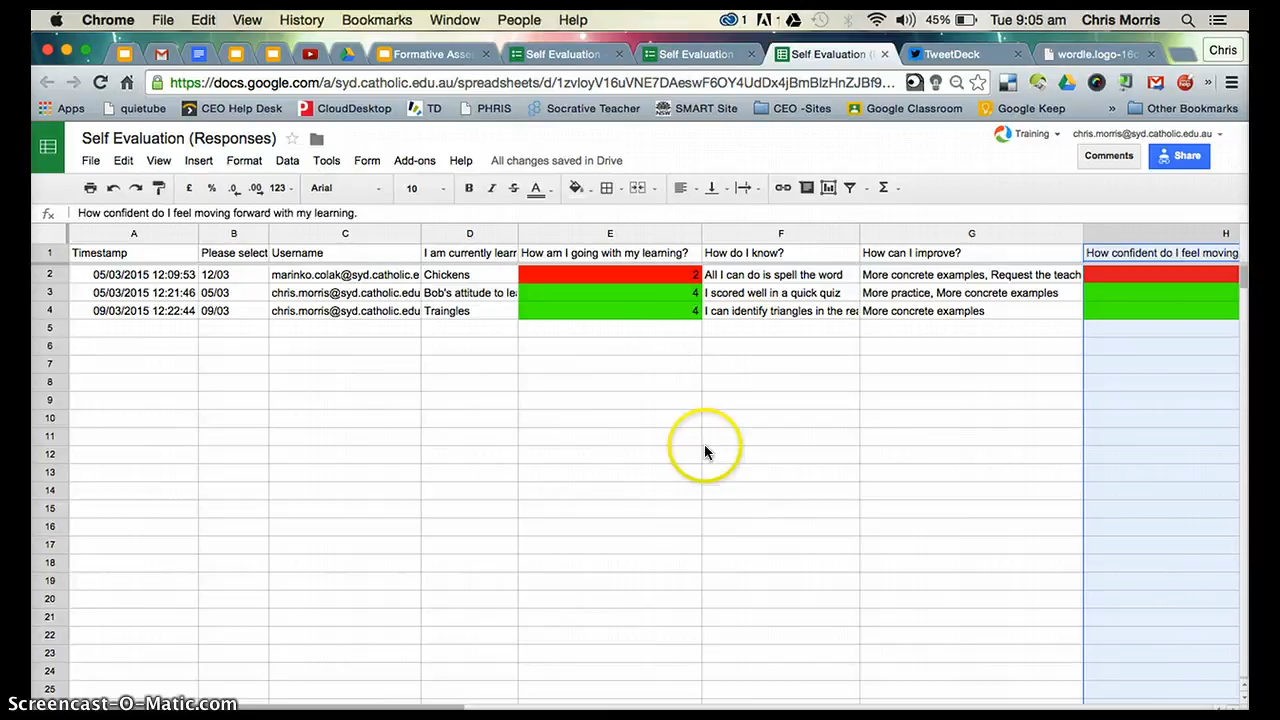 Chrome File Edit View History Bookmarks Window People Help 1 4 45% Tue 9:05 am Chris Morris
Formative Asse Self Evaluation Self Evaluation Self Evaluation ( TweetDeck wordle.logo-16 Chris
https://docs.google.com/a/syd.catholic.edu.au/spreadsheets/d/
Apps quietube CEO Help Desk CloudDesktop TD PHRIS Socrative Teacher SMART Site CEO -Sites Google Classroom Google Keep » Other Bookmarks
Self Evaluation (Responses) Training chris.morris@syd.catholic.edu.au
File Edit View Insert Format Data Tools Form Add-ons Help All changes saved in Drive Comments Share
£ % .0 .00 123 Arial 10 B I S A Σ
fx How confident do I feel moving forward with my learning.
A B C D E F G H
1 Timestamp Please select Username I am currently learn How am I going with my learning? How do I know? How can I improve? How confident do I feel moving
2 05/03/2015 12:09:53 12/03 marinko.colak@syd.catholic.e Chickens 2 All I can do is spell the word More concrete examples, Request the teach
3 05/03/2015 12:21:46 05/03 chris.morris@syd.catholic.edu Bob's attitude to lea 4 I scored well in a quick quiz More practice, More concrete examples
4 09/03/2015 12:22:44 09/03 chris.morris@syd.catholic.edu Traingles 4 I can identify triangles in the rea More concrete examples
5
6
7
8
9
10
11
12
13
14
15
16
17
18
19
20
21
22
23
24
25
Screencast-O-Matic.com